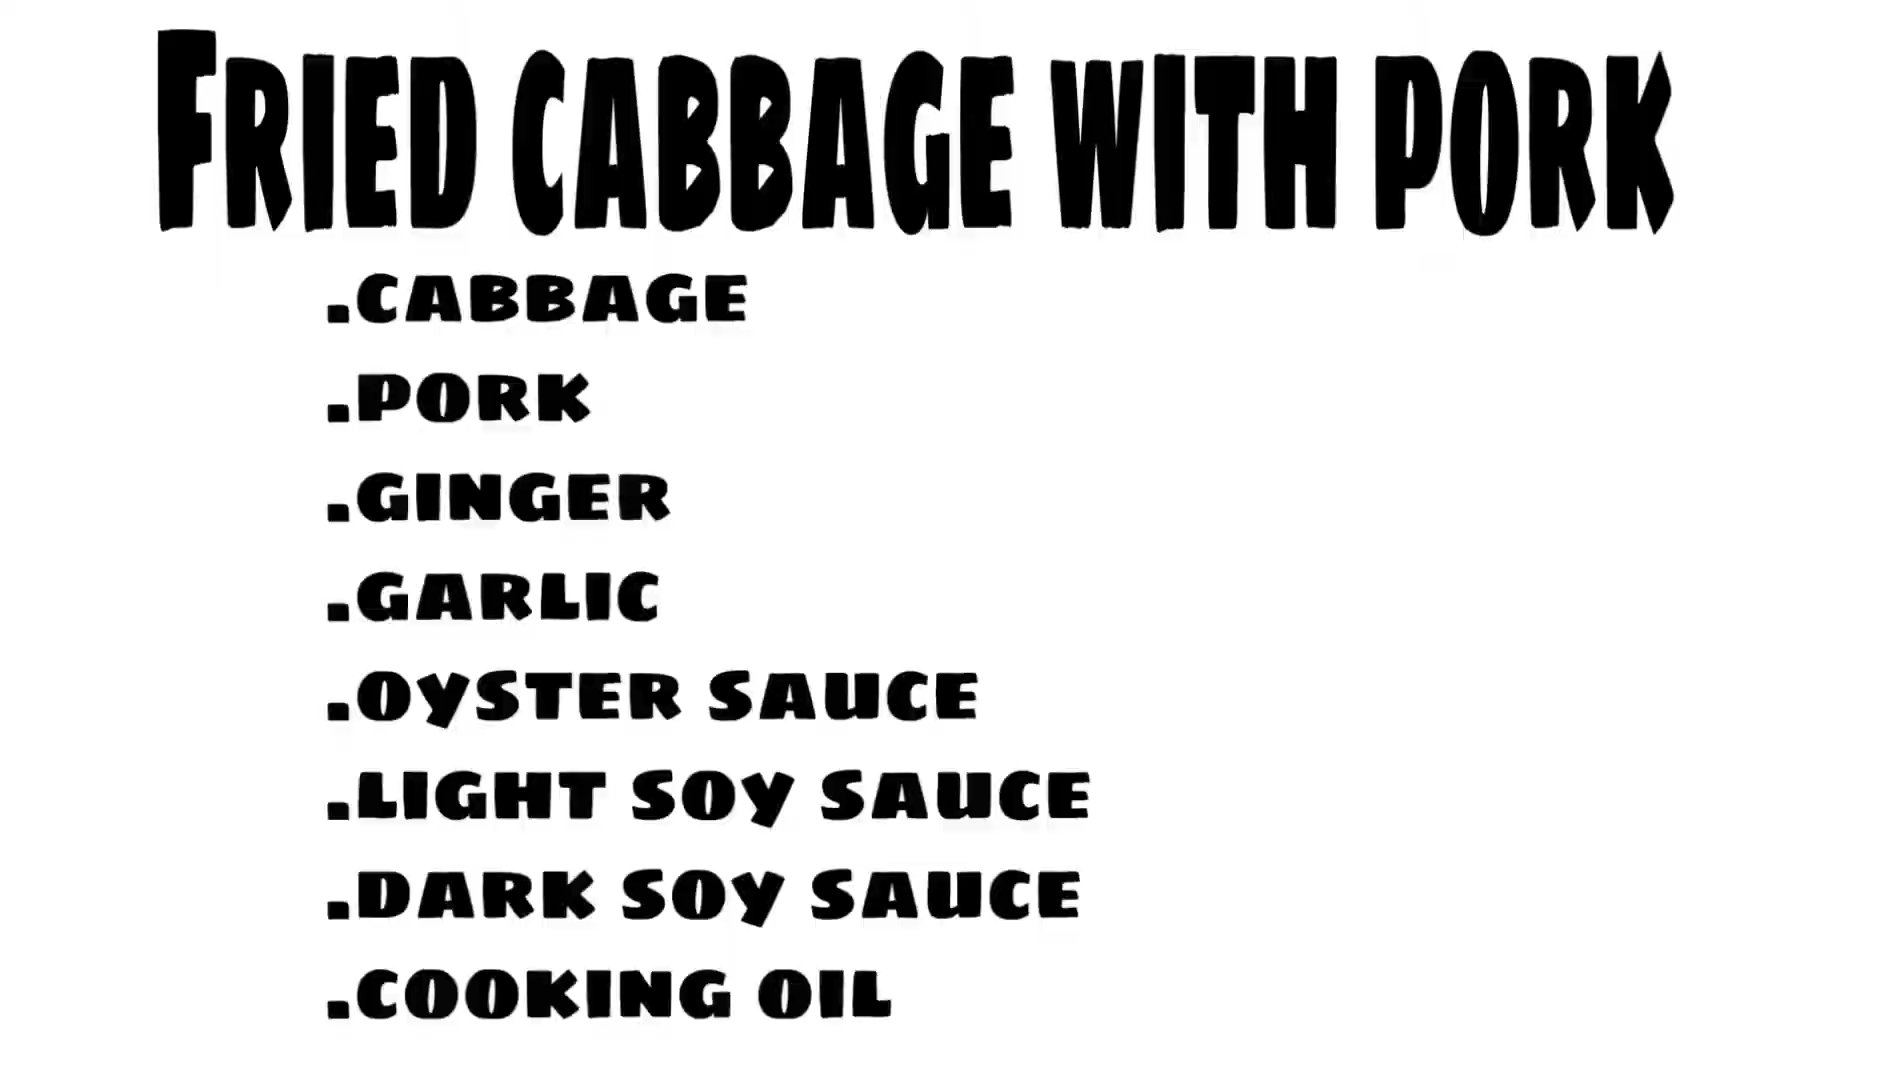 Fried cabbage with pork
.cabbage
.pork
.ginger
.garlic
.oyster sauce
.light soy sauce
.dark soy sauce
.cooking oil